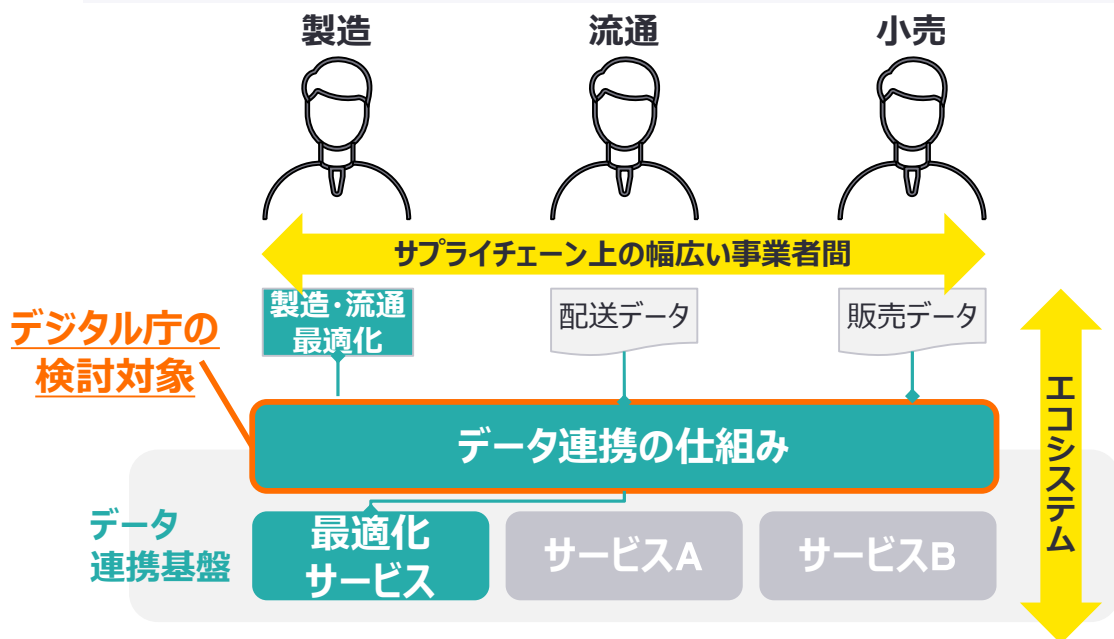 製造
流通
小売
サプライチェーン上の幅広い事業者間
製造・流通
最適化
配送データ
販売データ
デジタル庁の
検討対象
データ連携の仕組み
エコシステム
データ
連携基盤
最適化
サービス
サービスA
サービスB